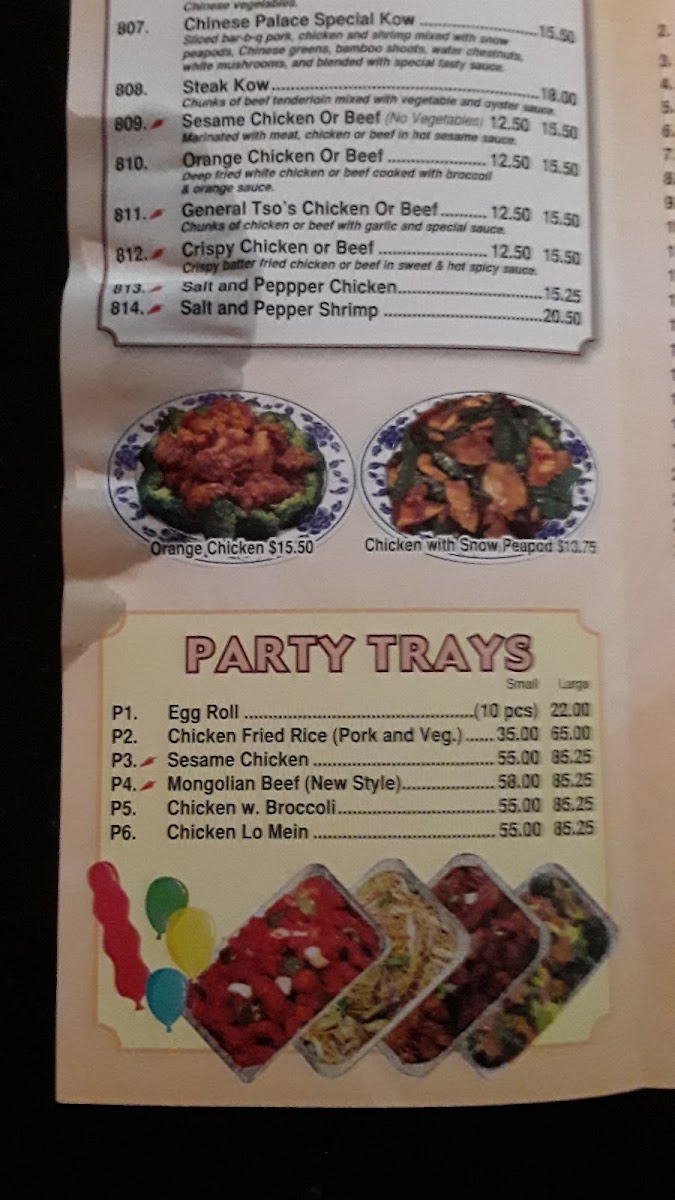 Chinese vegetables.
807. Chinese Palace Special Kow ........ 15.50
Sliced bar-b-q pork, chicken and shrimp mixed with snow
peapods, Chinese greens, bamboo shoots, water chestnuts,
white mushrooms, and blended with special tasty sauce.
808. Steak Kow ........ 18.00
Chunks of beef tenderloin mixed with vegetable and oyster sauce.
809. Sesame Chicken Or Beef (No Vegetables) 12.50 15.50
Marinated with meat, chicken or beef in hot sesame sauce.
810. Orange Chicken Or Beef ........ 12.50 15.50
Deep fried white chicken or beef cooked with broccoli
& orange sauce.
811. General Tso's Chicken Or Beef ........ 12.50 15.50
Chunks of chicken or beef with garlic and special sauce.
812. Crispy Chicken or Beef ........ 12.50 15.50
Crispy batter fried chicken or beef in sweet & hot spicy sauce.
813. Salt and Peppper Chicken ........ 15.25
814. Salt and Pepper Shrimp ........ 20.50
Orange Chicken $15.50 Chicken with Snow Peapod $13.75
PARTY TRAYS
Small Large
P1. Egg Roll ........ (10 pcs) 22.00
P2. Chicken Fried Rice (Pork and Veg.) ...... 35.00 65.00
P3. Sesame Chicken ........ 55.00 85.25
P4. Mongolian Beef (New Style) ........ 58.00 85.25
P5. Chicken w. Broccoli ........ 55.00 85.25
P6. Chicken Lo Mein ........ 55.00 85.25
2.
3.
4.
5.
6.
7.
8.
9.